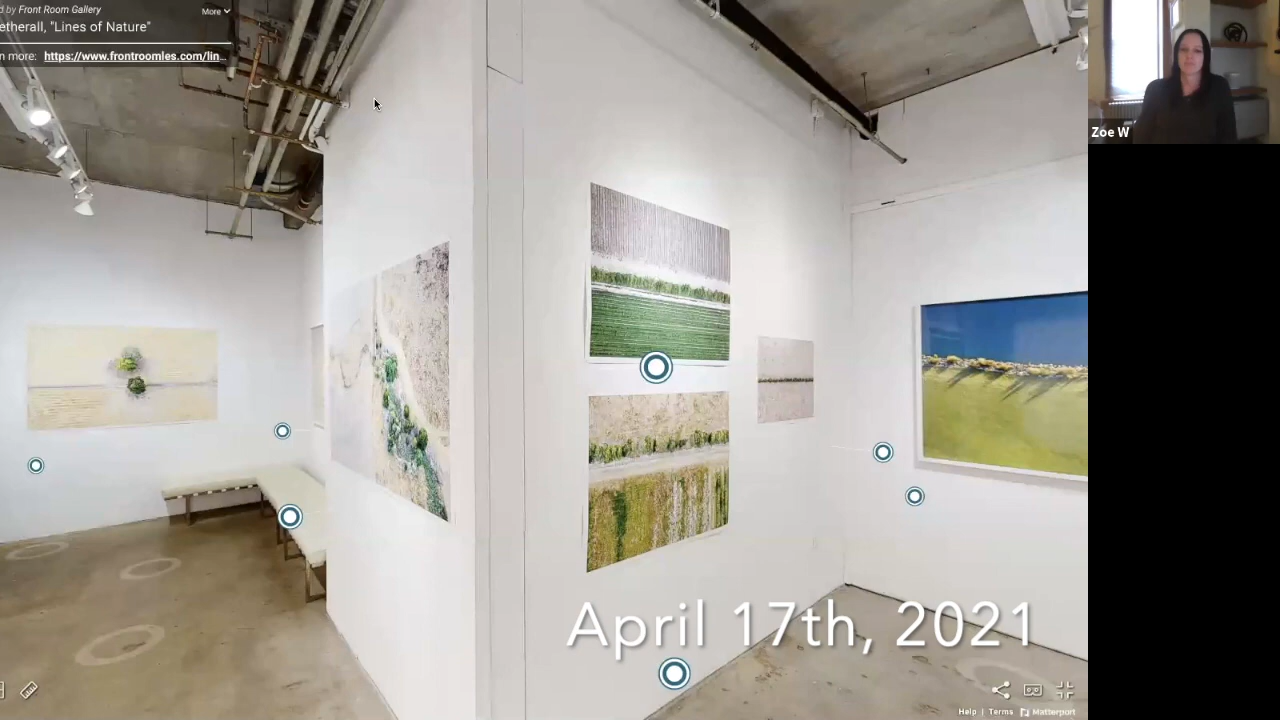 d by Front Room Gallery
More
etherall, "Lines of Nature"
n more: https://www.frontroomles.com/lin...
Zoe W
April 17th, 2021
Help | Terms Matterport